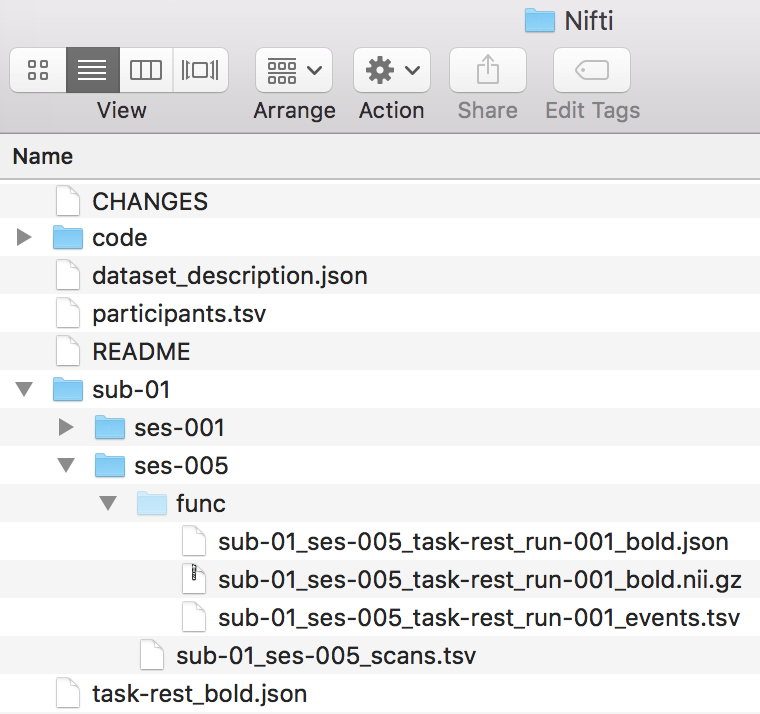 Nifti
View
Arrange
Action
Share
Edit Tags
Name
CHANGES
code
dataset_description.json
participants.tsv
README
sub-01
ses-001
ses-005
func
sub-01_ses-005_task-rest_run-001_bold.json
sub-01_ses-005_task-rest_run-001_bold.nii.gz
sub-01_ses-005_task-rest_run-001_events.tsv
sub-01_ses-005_scans.tsv
task-rest_bold.json